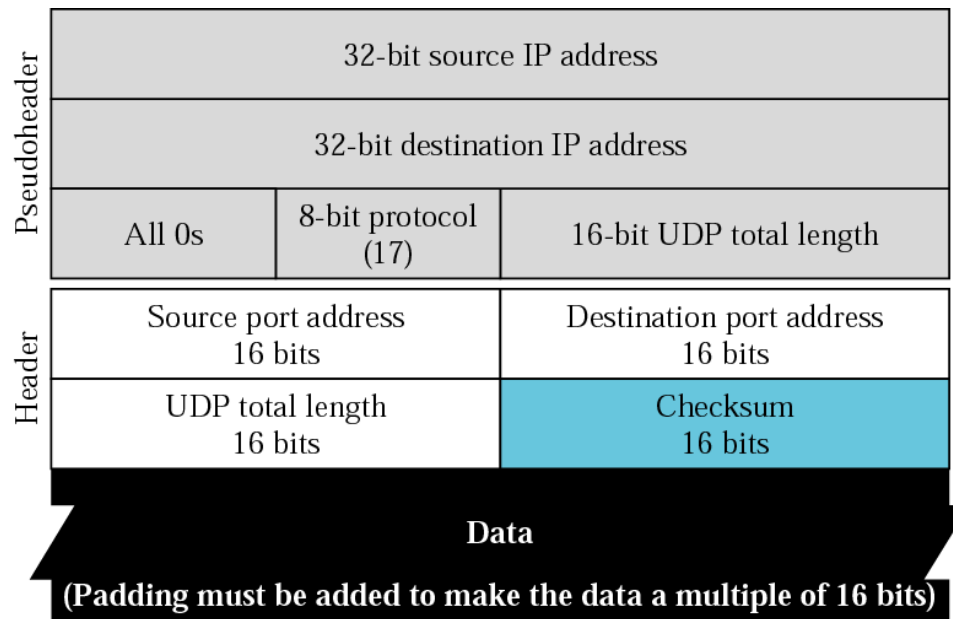 Pseudoheader
32-bit source IP address
32-bit destination IP address
All 0s
8-bit protocol
(17)
16-bit UDP total length
Header
Source port address
16 bits
Destination port address
16 bits
UDP total length
16 bits
Checksum
16 bits
Data
(Padding must be added to make the data a multiple of 16 bits)